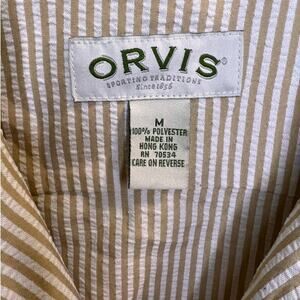 ORVIS®
SPORTING TRADITIONS
Since 1856
M
100% POLYESTER
MADE IN
HONG KONG
RN 70534
CARE ON REVERSE